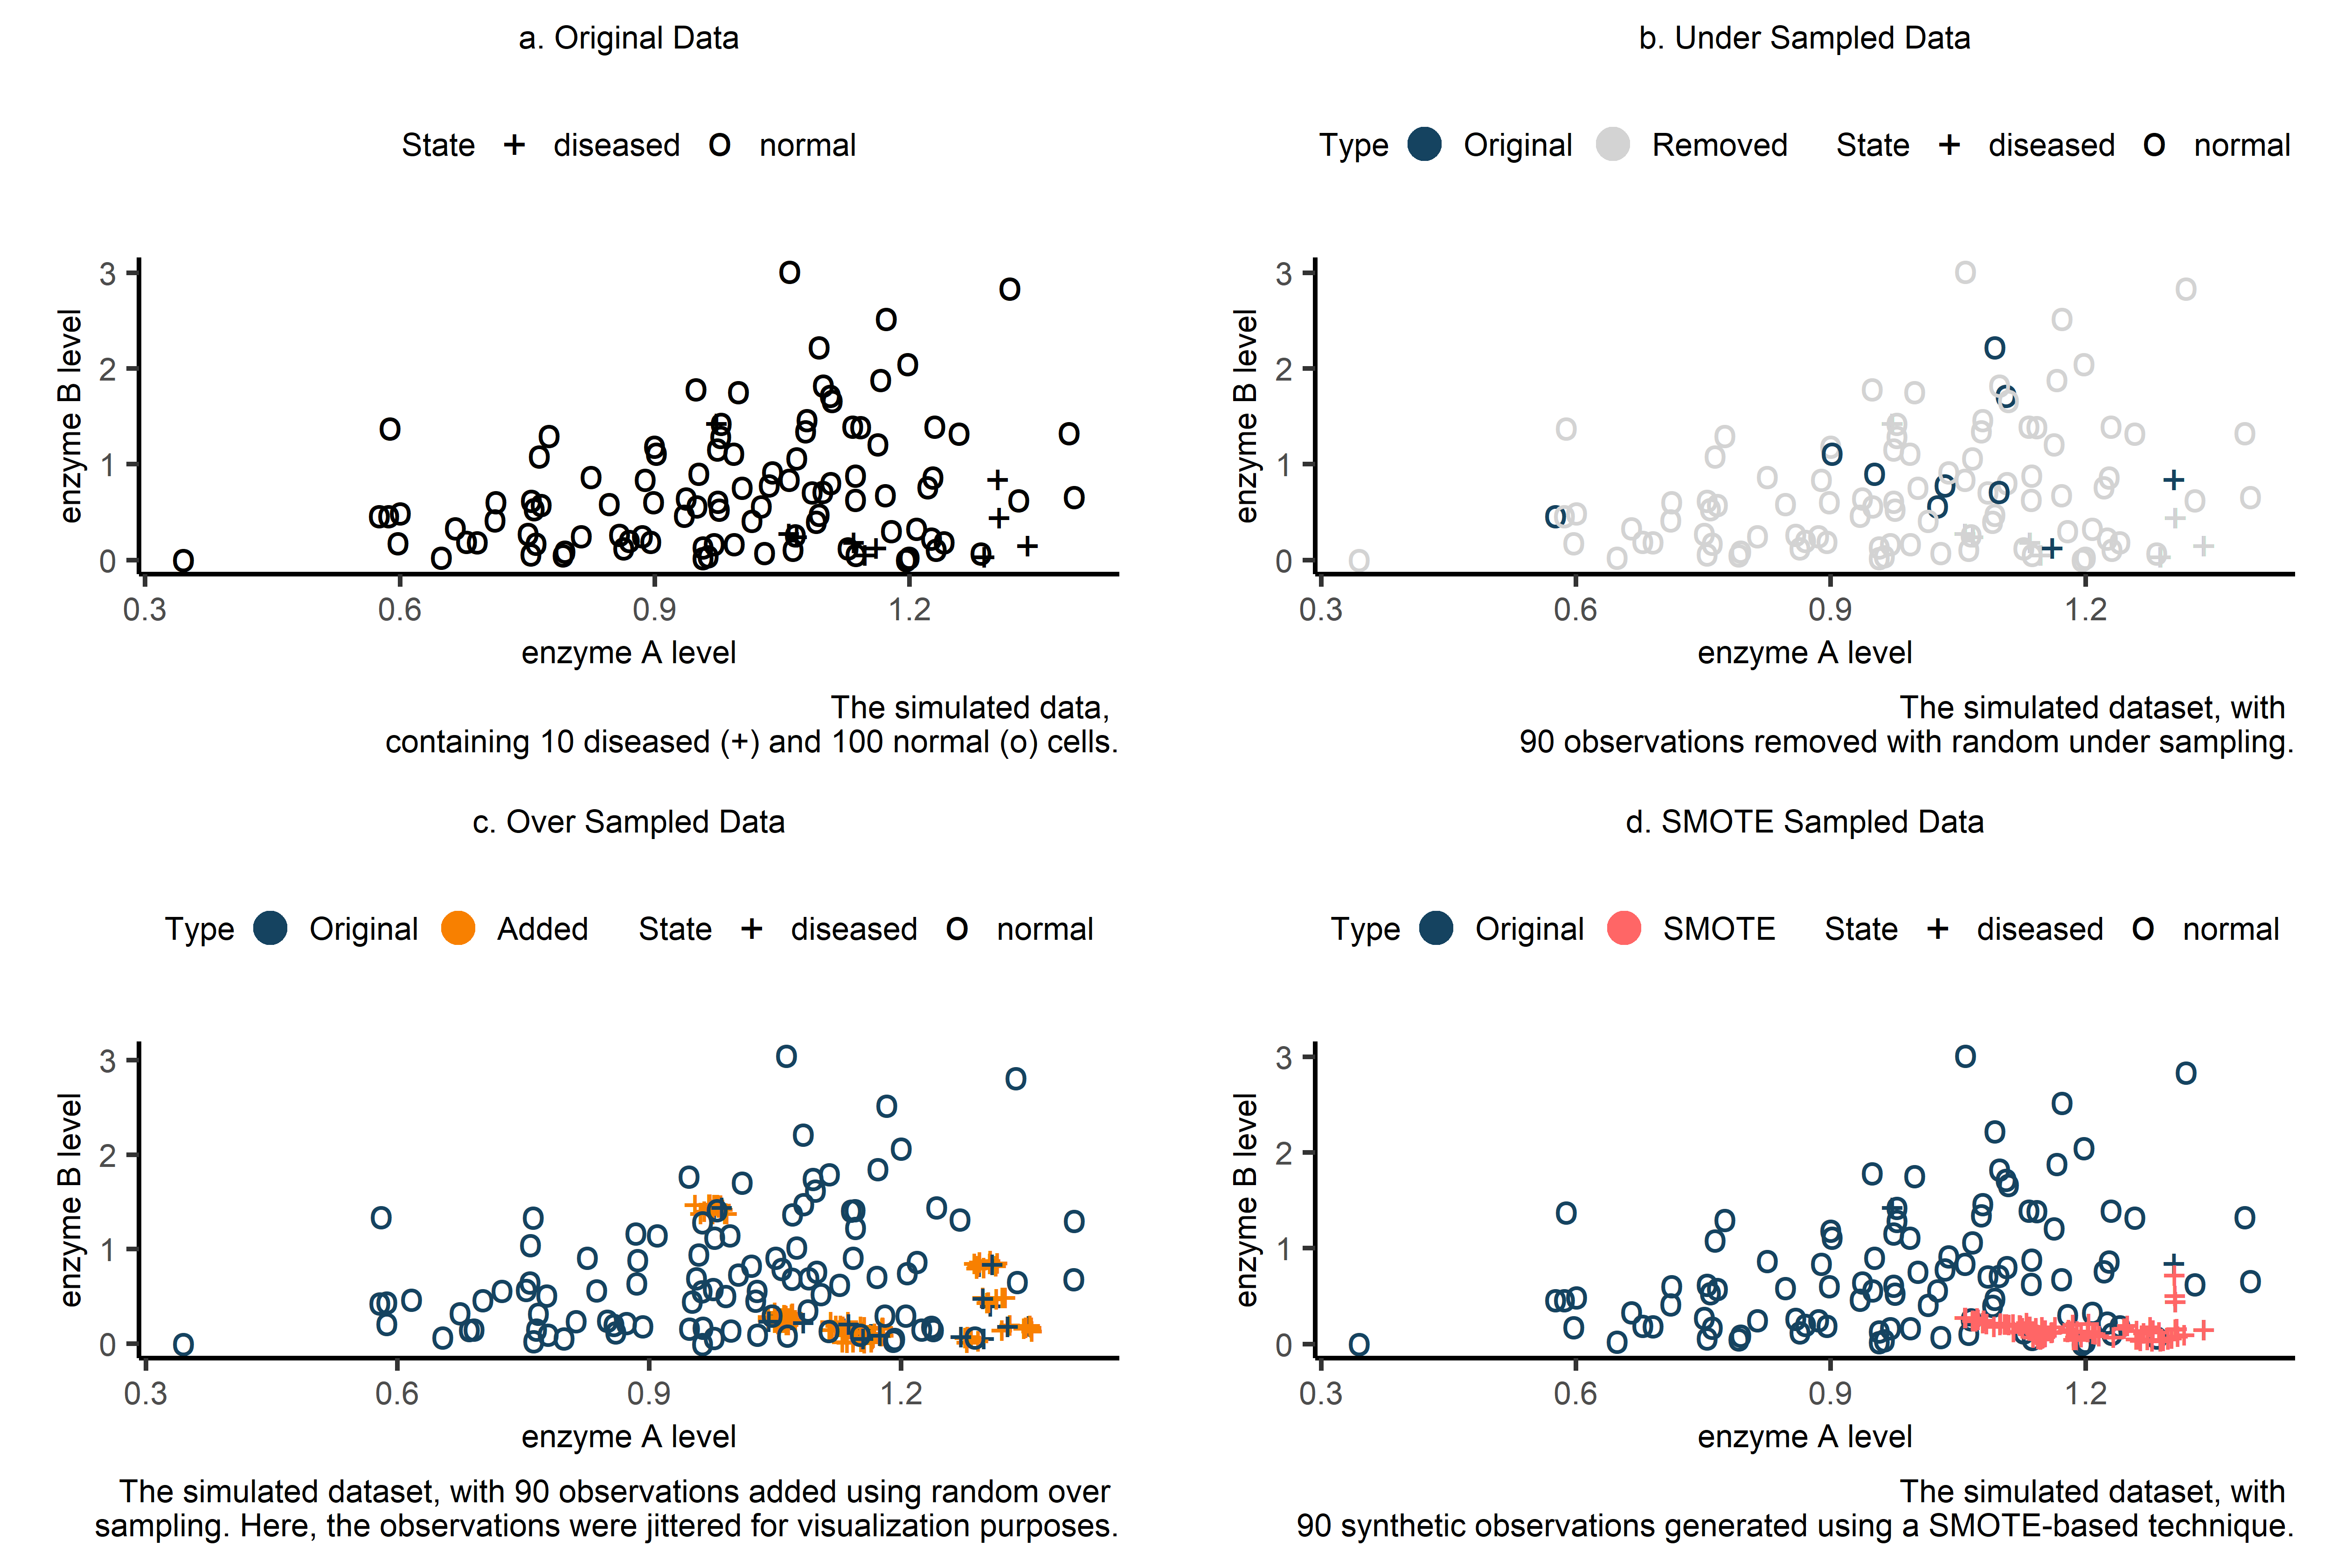 a. Original Data
State + diseased o normal
3
2
1
0
enzyme B level
0.3 0.6 0.9 1.2
enzyme A level
The simulated data,
containing 10 diseased (+) and 100 normal (o) cells.
b. Under Sampled Data
Type Original Removed State + diseased o normal
3
2
1
0
enzyme B level
0.3 0.6 0.9 1.2
enzyme A level
The simulated dataset, with
90 observations removed with random under sampling.
c. Over Sampled Data
Type Original Added State + diseased o normal
3
2
1
0
enzyme B level
0.3 0.6 0.9 1.2
enzyme A level
The simulated dataset, with 90 observations added using random over
sampling. Here, the observations were jittered for visualization purposes.
d. SMOTE Sampled Data
Type Original SMOTE State + diseased o normal
3
2
1
0
enzyme B level
0.3 0.6 0.9 1.2
enzyme A level
The simulated dataset, with
90 synthetic observations generated using a SMOTE-based technique.